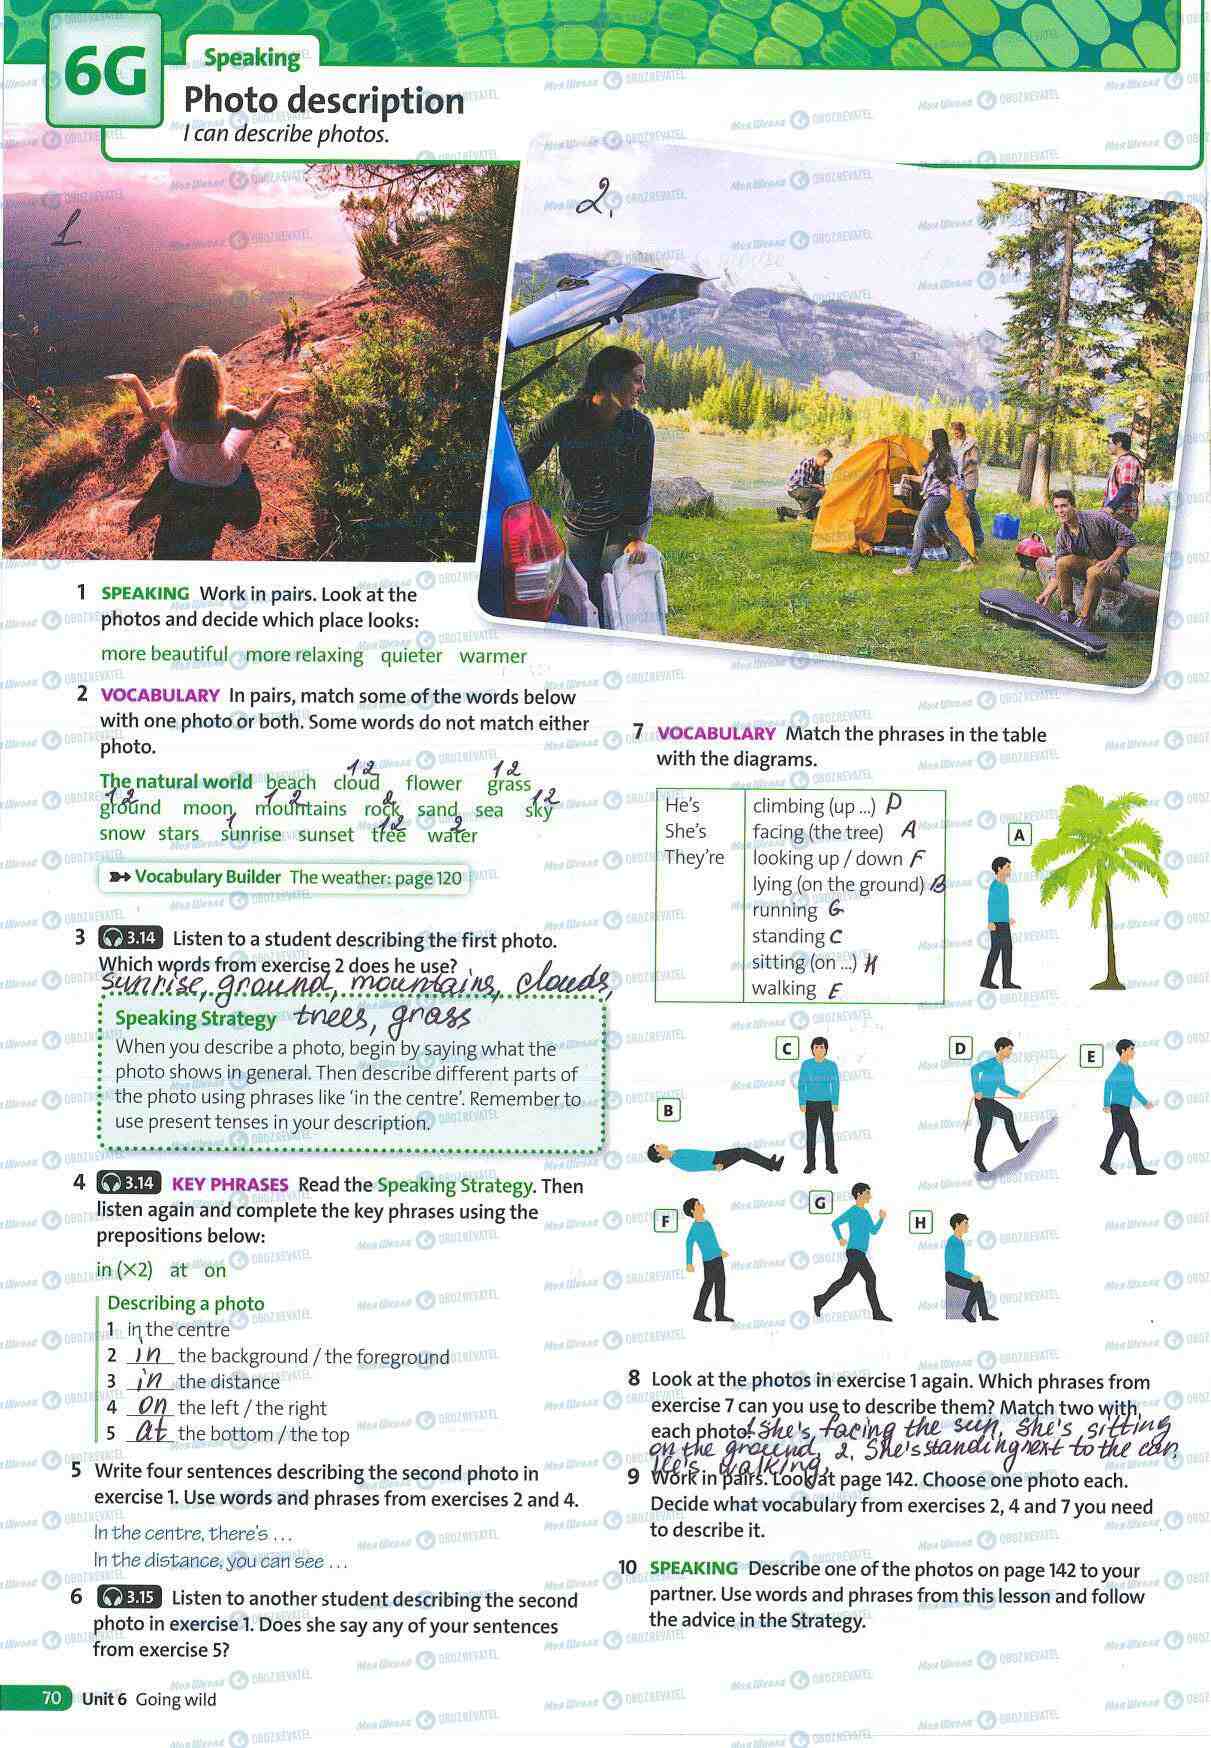 6G
Speaking
Photo description
I can describe photos.
1
2.
1 SPEAKING Work in pairs. Look at the
photos and decide which place looks:
more beautiful more relaxing quieter warmer
2 VOCABULARY In pairs, match some of the words below
with one photo or both. Some words do not match either
photo.
1 2 1 2
The natural world beach cloud flower grass
1 2 1 2 2 1 2
ground moon mountains rock sand sea sky
1 1 2 2
snow stars sunrise sunset tree water
Vocabulary Builder The weather: page 120
3 3.14 Listen to a student describing the first photo.
Which words from exercise 2 does he use?
sunrise, ground, mountains, clouds,
trees, grass
Speaking Strategy
When you describe a photo, begin by saying what the
photo shows in general. Then describe different parts of
the photo using phrases like 'in the centre'. Remember to
use present tenses in your description.
4 3.14 KEY PHRASES Read the Speaking Strategy. Then
listen again and complete the key phrases using the
prepositions below:
in (×2) at on
Describing a photo
1 in the centre
2 in the background / the foreground
3 in the distance
4 on the left / the right
5 at the bottom / the top
5 Write four sentences describing the second photo in
exercise 1. Use words and phrases from exercises 2 and 4.
In the centre, there's ...
In the distance, you can see ...
6 3.15 Listen to another student describing the second
photo in exercise 1. Does she say any of your sentences
from exercise 5?
7 VOCABULARY Match the phrases in the table
with the diagrams.
He's
She's
They're
climbing (up ...) D
facing (the tree) A
looking up / down F
lying (on the ground) B
running G
standing C
sitting (on ...) H
walking E
A
C
D
E
B
F
G
H
8 Look at the photos in exercise 1 again. Which phrases from
exercise 7 can you use to describe them? Match two with
each photo. 1 She's facing the sun, She's sitting
on the ground, 2. She's standing next to the car,
He's walking
9 Work in pairs. Look at page 142. Choose one photo each.
Decide what vocabulary from exercises 2, 4 and 7 you need
to describe it.
10 SPEAKING Describe one of the photos on page 142 to your
partner. Use words and phrases from this lesson and follow
the advice in the Strategy.
70 Unit 6 Going wild
Моя Школа OBOZREVATEL